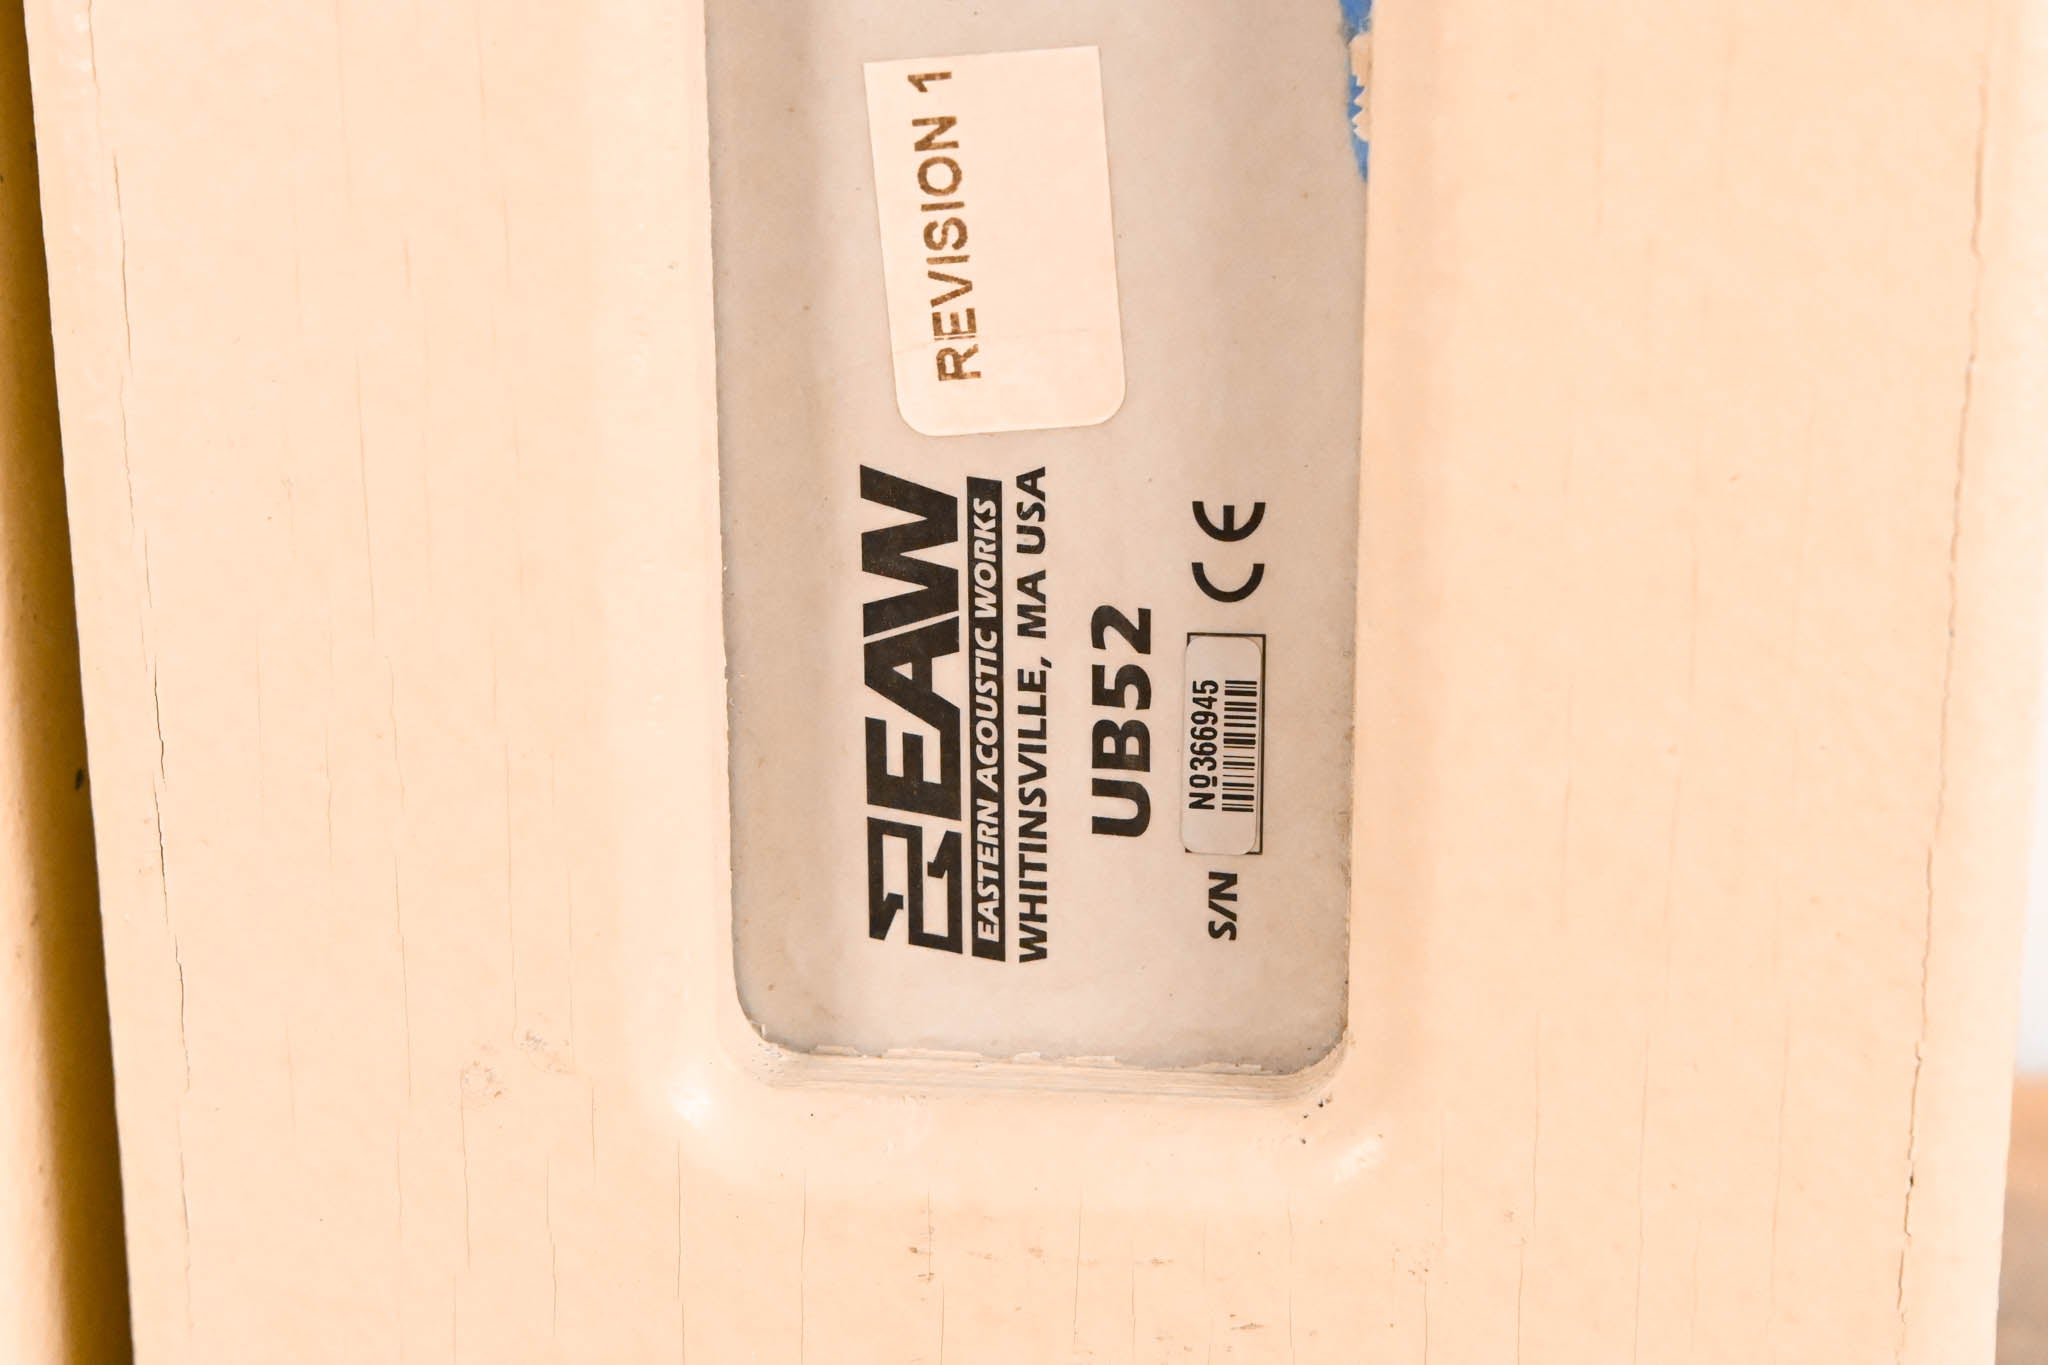 EAW
EASTERN ACOUSTIC WORKS
WHITINSVILLE, MA USA
UB52
S/N Nº366945 CE
REVISION 1